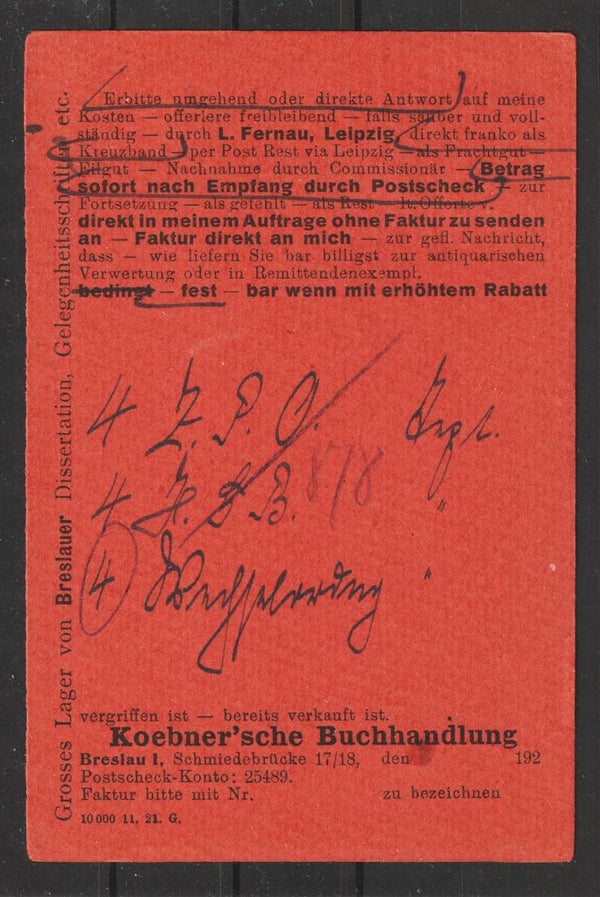 Erbitte umgehend oder direkte Antwort auf meine
Kosten — offeriere freibleibend — falls sauber und voll-
ständig — durch L. Fernau, Leipzig, direkt franko als
Kreuzband — per Post Rest via Leipzig — als Frachtgut —
Eilgut — Nachnahme durch Commissionär — Betrag
sofort nach Empfang durch Postscheck — zur
Fortsetzung — als gefehlt — als Rest — lt. Offerte —
direkt in meinem Auftrage ohne Faktur zu senden
an — Faktur direkt an mich — zur gefl. Nachricht,
dass — wie liefern Sie bar billigst zur antiquarischen
Verwertung oder in Remittendenexempl.
bedingt — fest — bar wenn mit erhöhtem Rabatt
4 Z. P. O.
4 H. G. B. 878 "
4 Wechselordng "
vergriffen ist — bereits verkauft ist.
Koebner'sche Buchhandlung
Breslau I, Schmiedebrücke 17/18, den 192
Postscheck-Konto: 25489.
Faktur bitte mit Nr. zu bezeichnen
10000 11. 21. G.
Grosses Lager von Breslauer Dissertation, Gelegenheitsschriften etc.